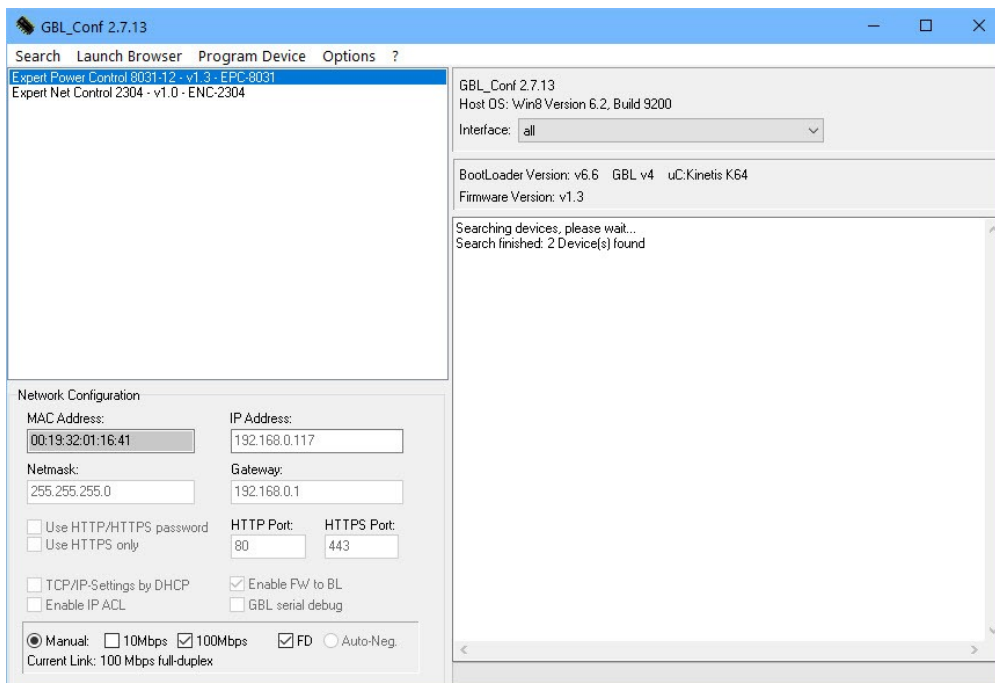 GBL_Conf 2.7.13
Search Launch Browser Program Device Options ?
Expert Power Control 8031-12 - v1.3 - EPC-8031
Expert Net Control 2304 - v1.0 - ENC-2304
GBL_Conf 2.7.13
Host OS: Win8 Version 6.2, Build 9200
Interface: all
BootLoader Version: v6.6 GBL v4 uC:Kinetis K64
Firmware Version: v1.3
Searching devices, please wait...
Search finished: 2 Device(s) found
Network Configuration
MAC Address: IP Address:
00:19:32:01:16:41 192.168.0.117
Netmask: Gateway:
255.255.255.0 192.168.0.1
Use HTTP/HTTPS password HTTP Port: HTTPS Port:
Use HTTPS only 80 443
TCP/IP-Settings by DHCP Enable FW to BL
Enable IP ACL GBL serial debug
Manual: 10Mbps 100Mbps FD Auto-Neg.
Current Link: 100 Mbps full-duplex